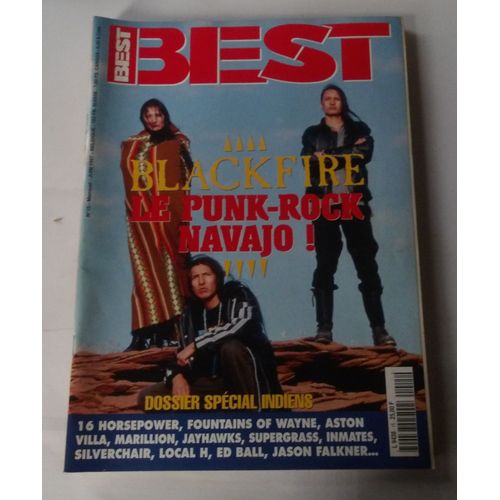 BEST
BEST
BLACKFIRE
LE PUNK-ROCK
NAVAJO !
DOSSIER SPÉCIAL INDIENS
16 HORSEPOWER, FOUNTAINS OF WAYNE, ASTON
VILLA, MARILLION, JAYHAWKS, SUPERGRASS, INMATES,
SILVERCHAIR, LOCAL H, ED BALL, JASON FALKNER...